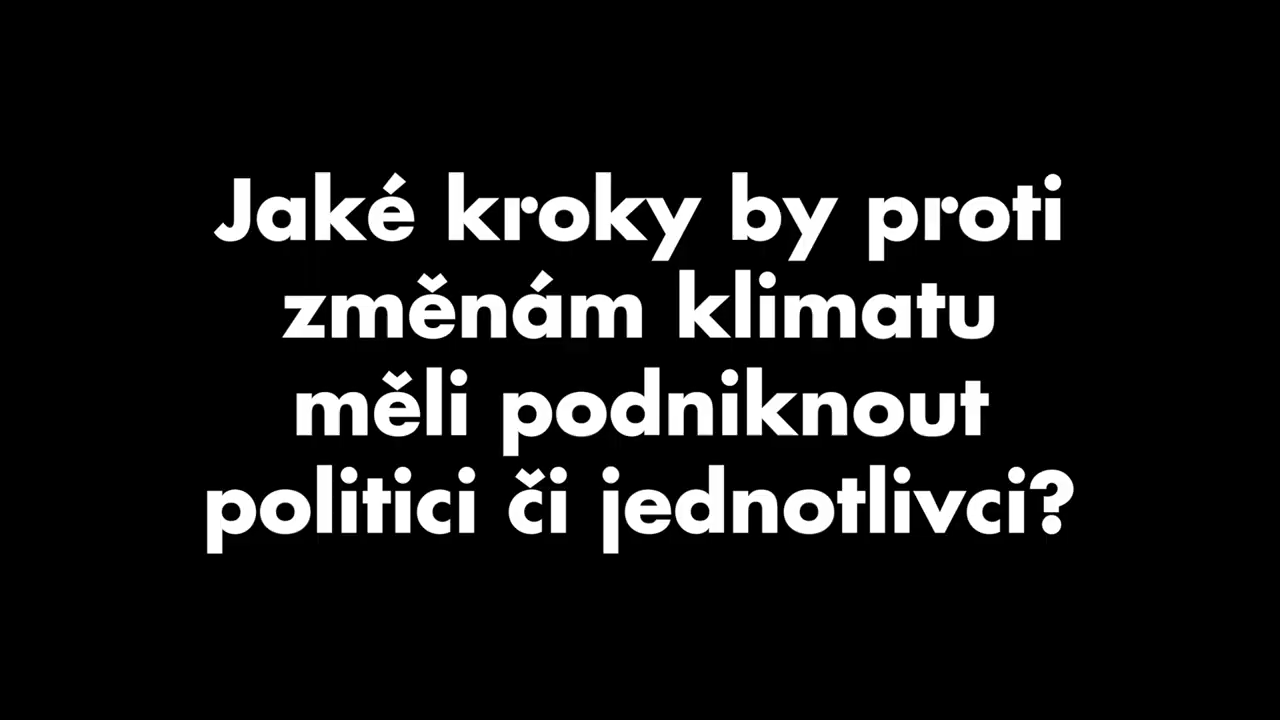 Jaké kroky by proti
změnám klimatu
měli podniknout
politici či jednotlivci?